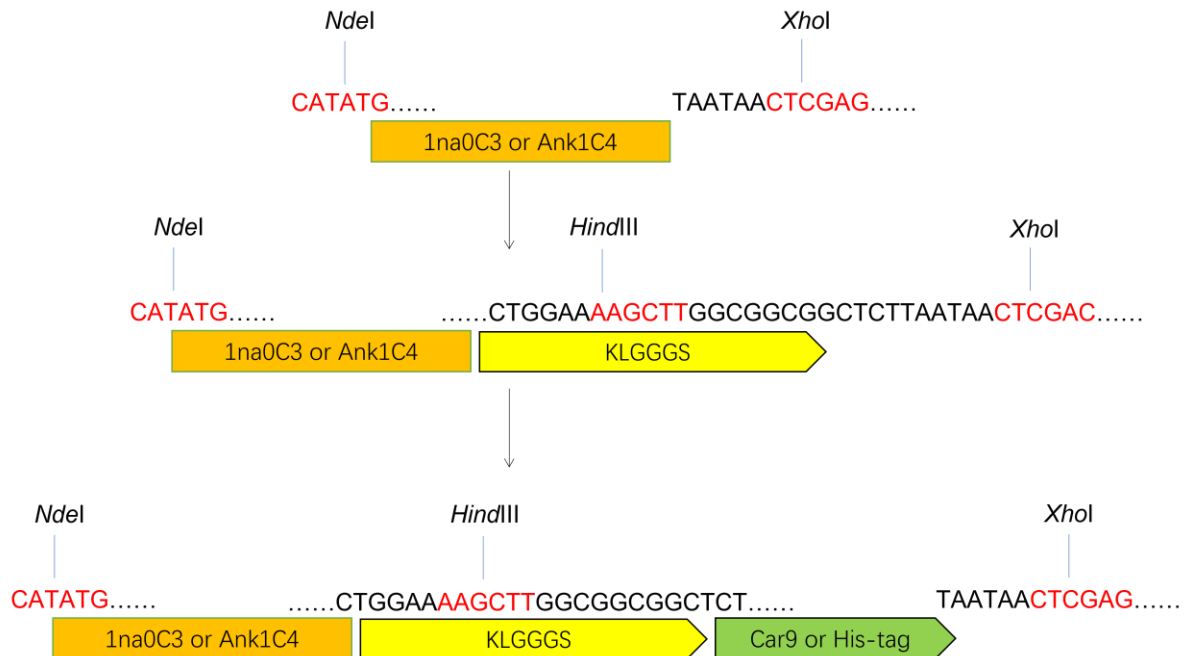 NdeI XhoI
CATATG...... TAATAACTCGAG......
1na0C3 or Ank1C4
NdeI HindIII XhoI
CATATG...... ......CTGGAAAAGCTTGGCGGCGGCTCTTAATAACTCGAC......
1na0C3 or Ank1C4 KLGGGS
NdeI HindIII XhoI
CATATG...... ......CTGGAAAAGCTTGGCGGCGGCTCT...... TAATAACTCGAG......
1na0C3 or Ank1C4 KLGGGS Car9 or His-tag